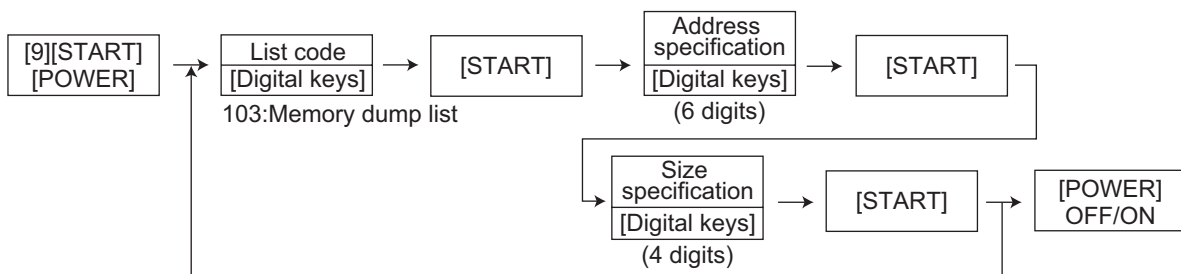 [9][START]
[POWER]
List code
[Digital keys]
103:Memory dump list
[START]
Address
specification
[Digital keys]
(6 digits)
[START]
Size
specification
[Digital keys]
(4 digits)
[START]
[POWER]
OFF/ON